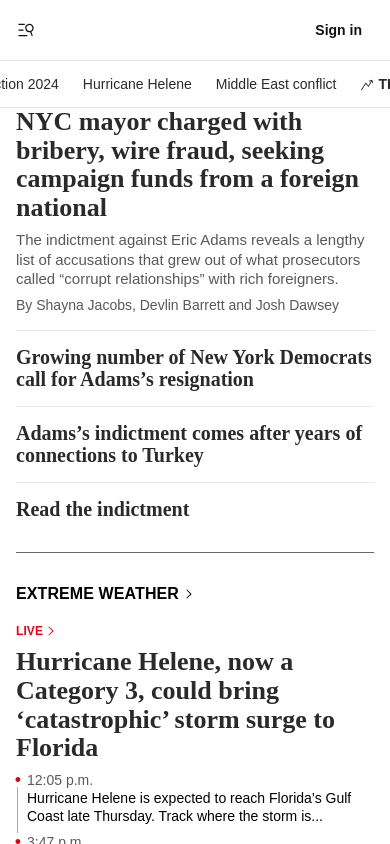 Sign in
tion 2024 Hurricane Helene Middle East conflict
NYC mayor charged with
bribery, wire fraud, seeking
campaign funds from a foreign
national
The indictment against Eric Adams reveals a lengthy
list of accusations that grew out of what prosecutors
called “corrupt relationships” with rich foreigners.
By Shayna Jacobs, Devlin Barrett and Josh Dawsey
Growing number of New York Democrats
call for Adams’s resignation
Adams’s indictment comes after years of
connections to Turkey
Read the indictment
EXTREME WEATHER
LIVE
Hurricane Helene, now a
Category 3, could bring
‘catastrophic’ storm surge to
Florida
12:05 p.m.
Hurricane Helene is expected to reach Florida’s Gulf
Coast late Thursday. Track where the storm is...
3:47 p.m.